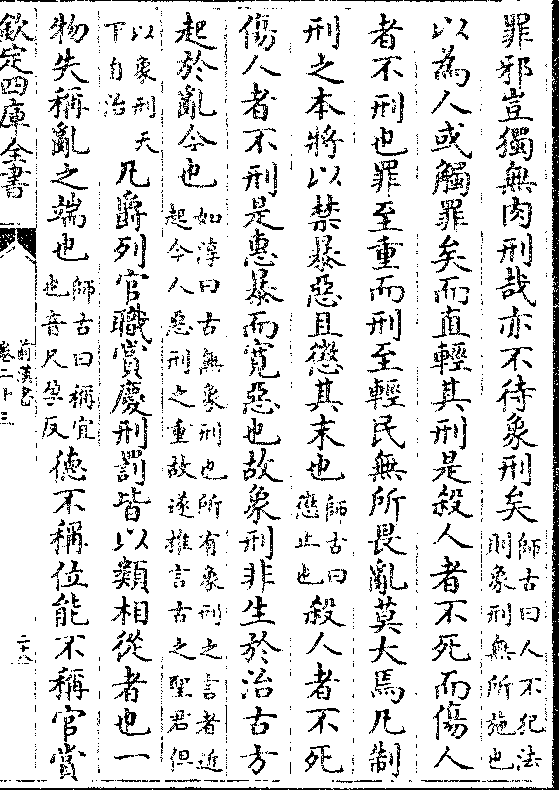 罪邪豈獨無肉刑哉亦不待象刑矣師古曰人不犯法則象刑無所施也
以為人或觸罪矣而直輕其刑是殺人者不死而傷人
者不刑也罪至重而刑至輕民無所畏亂莫大焉凡制
刑之本將以禁暴惡且懲其末也師古曰懲止也殺人者不死
傷人者不刑是惠暴而寬惡也故象刑非生於治古方
起於亂今也如淳曰古無象刑也所有象刑之言者近起今人惡刑之重故遂推言古之聖君但
以象刑天下自治凡爵列官職賞慶刑罰皆以類相從者也一
物失稱亂之端也師古曰稱宜也音尺孕反德不稱位能不稱官賞
欽定四庫全書
前漢書
卷二十三
二十六